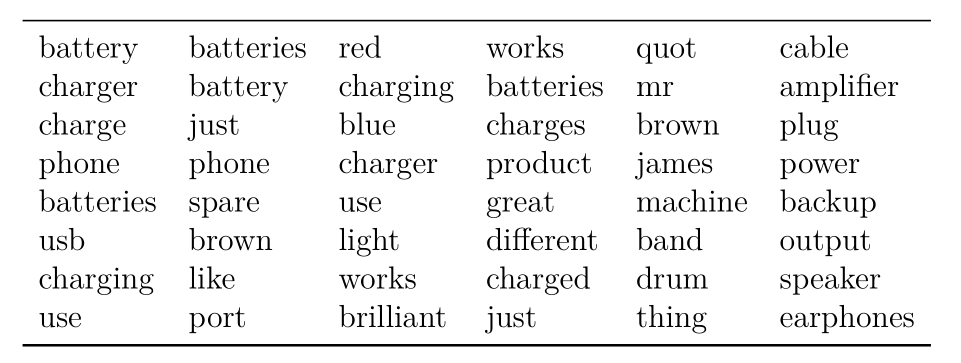 battery batteries red works quot cable
charger battery charging batteries mr amplifier
charge just blue charges brown plug
phone phone charger product james power
batteries spare use great machine backup
usb brown light different band output
charging like works charged drum speaker
use port brilliant just thing earphones